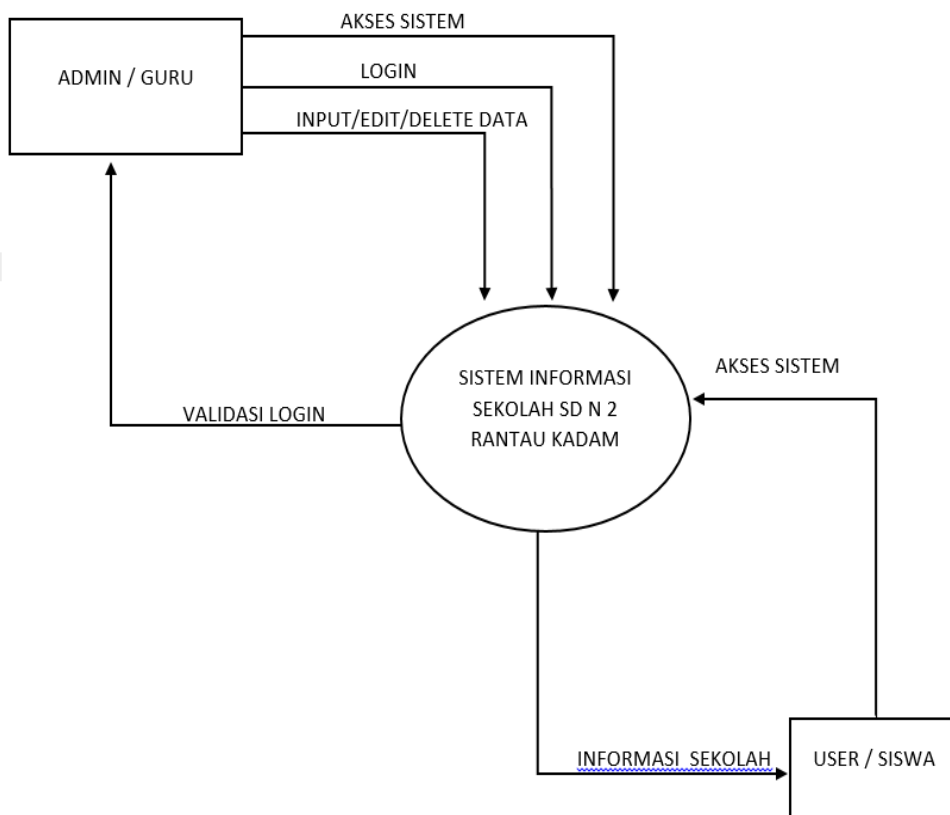 AKSES SISTEM
ADMIN / GURU
LOGIN
INPUT/EDIT/DELETE DATA
SISTEM INFORMASI
SEKOLAH SD N 2
RANTAU KADAM
AKSES SISTEM
VALIDASI LOGIN
INFORMASI SEKOLAH
USER / SISWA